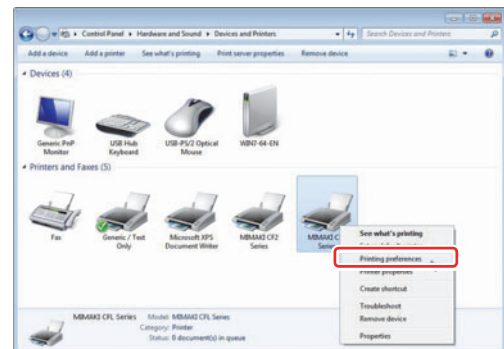 Control Panel ▸ Hardware and Sound ▸ Devices and Printers
Search Devices and Printers
Add a device Add a printer See what's printing Print server properties Remove device
Devices (4)
Generic PnP Monitor
USB Hub Keyboard
USB-PS/2 Optical Mouse
WIN7-64-EN
Printers and Faxes (5)
Fax
Generic / Text Only
Microsoft XPS Document Writer
MIMAKI CF2 Series
MIMAKI C
Series
See what's printing
Printing preferences
Printer properties
Create shortcut
Troubleshoot
Remove device
Properties
MIMAKI CFL Series Model: MIMAKI CFL Series
Category: Printer
Status: 0 document(s) in queue